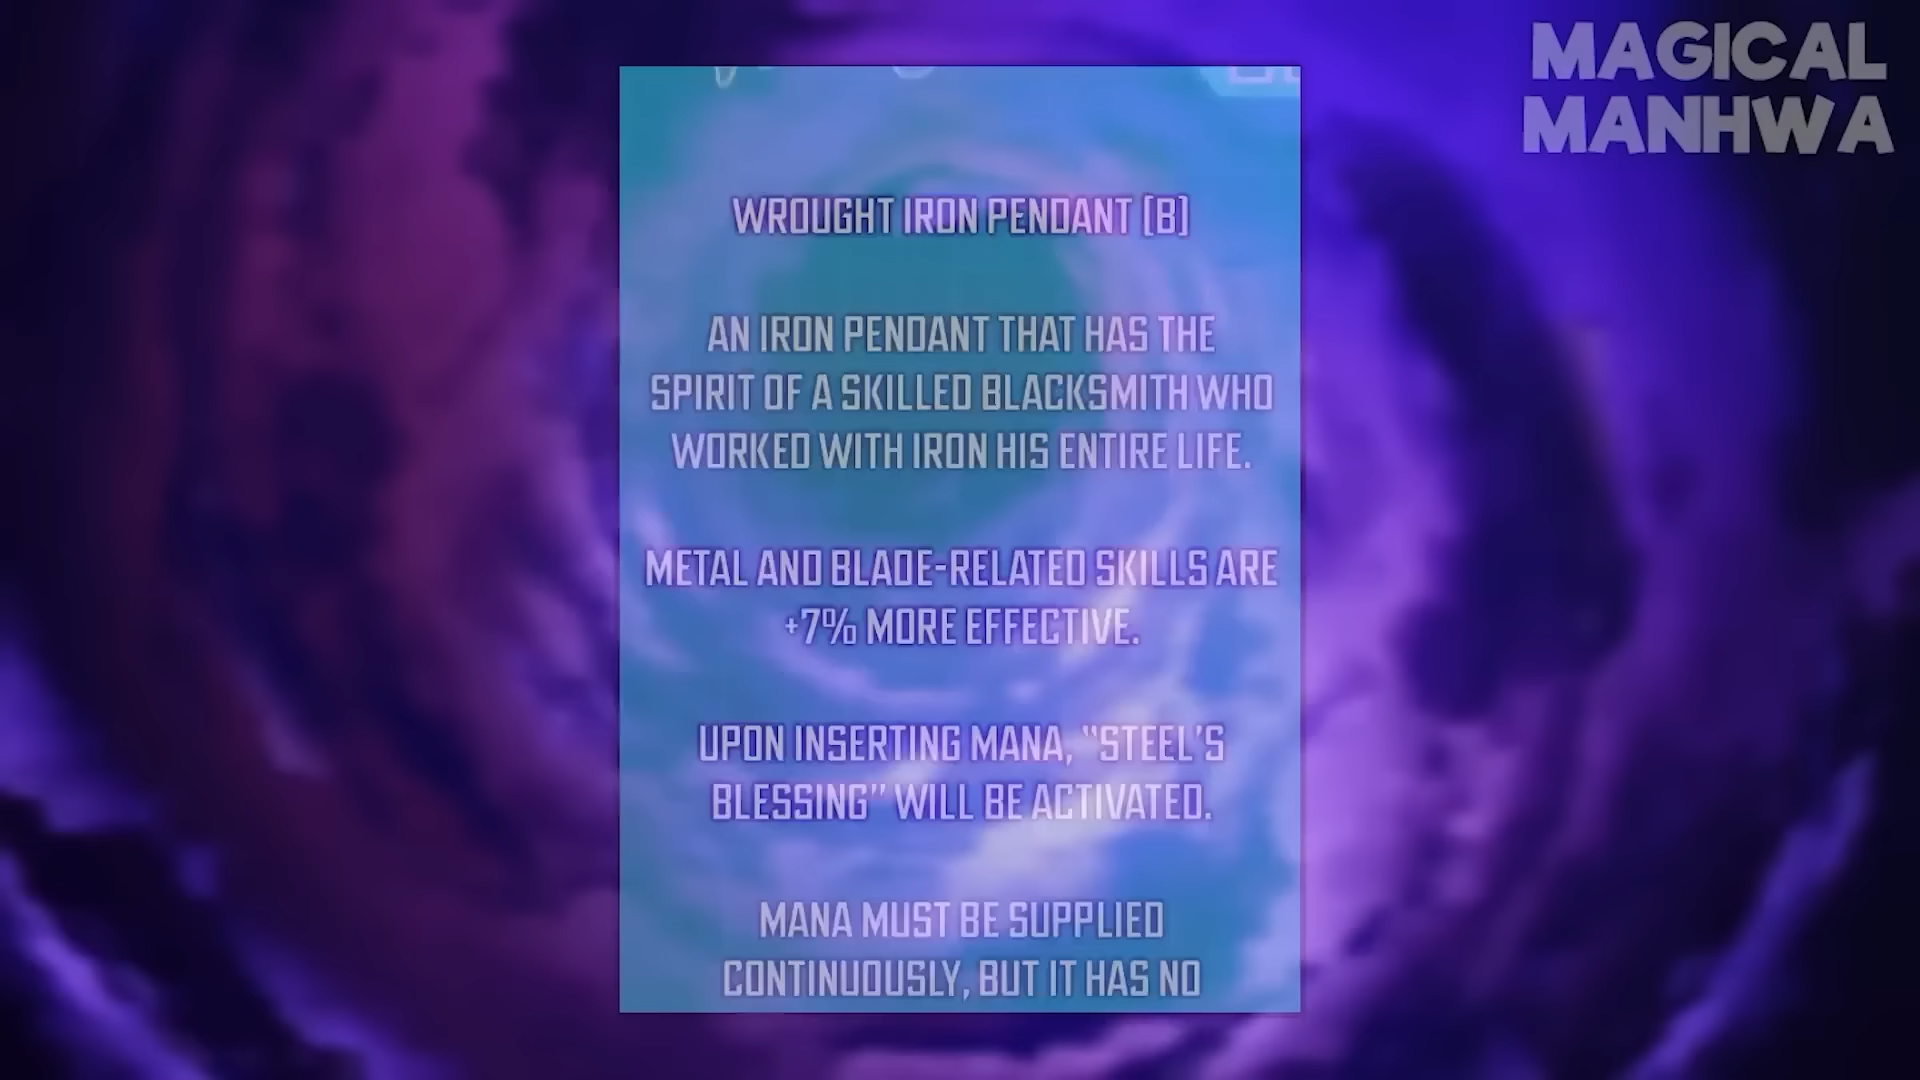 MAGICAL
MANHWA
WROUGHT IRON PENDANT [B]
AN IRON PENDANT THAT HAS THE
SPIRIT OF A SKILLED BLACKSMITH WHO
WORKED WITH IRON HIS ENTIRE LIFE.
METAL AND BLADE-RELATED SKILLS ARE
+7% MORE EFFECTIVE.
UPON INSERTING MANA, "STEEL'S
BLESSING" WILL BE ACTIVATED.
MANA MUST BE SUPPLIED
CONTINUOUSLY, BUT IT HAS NO